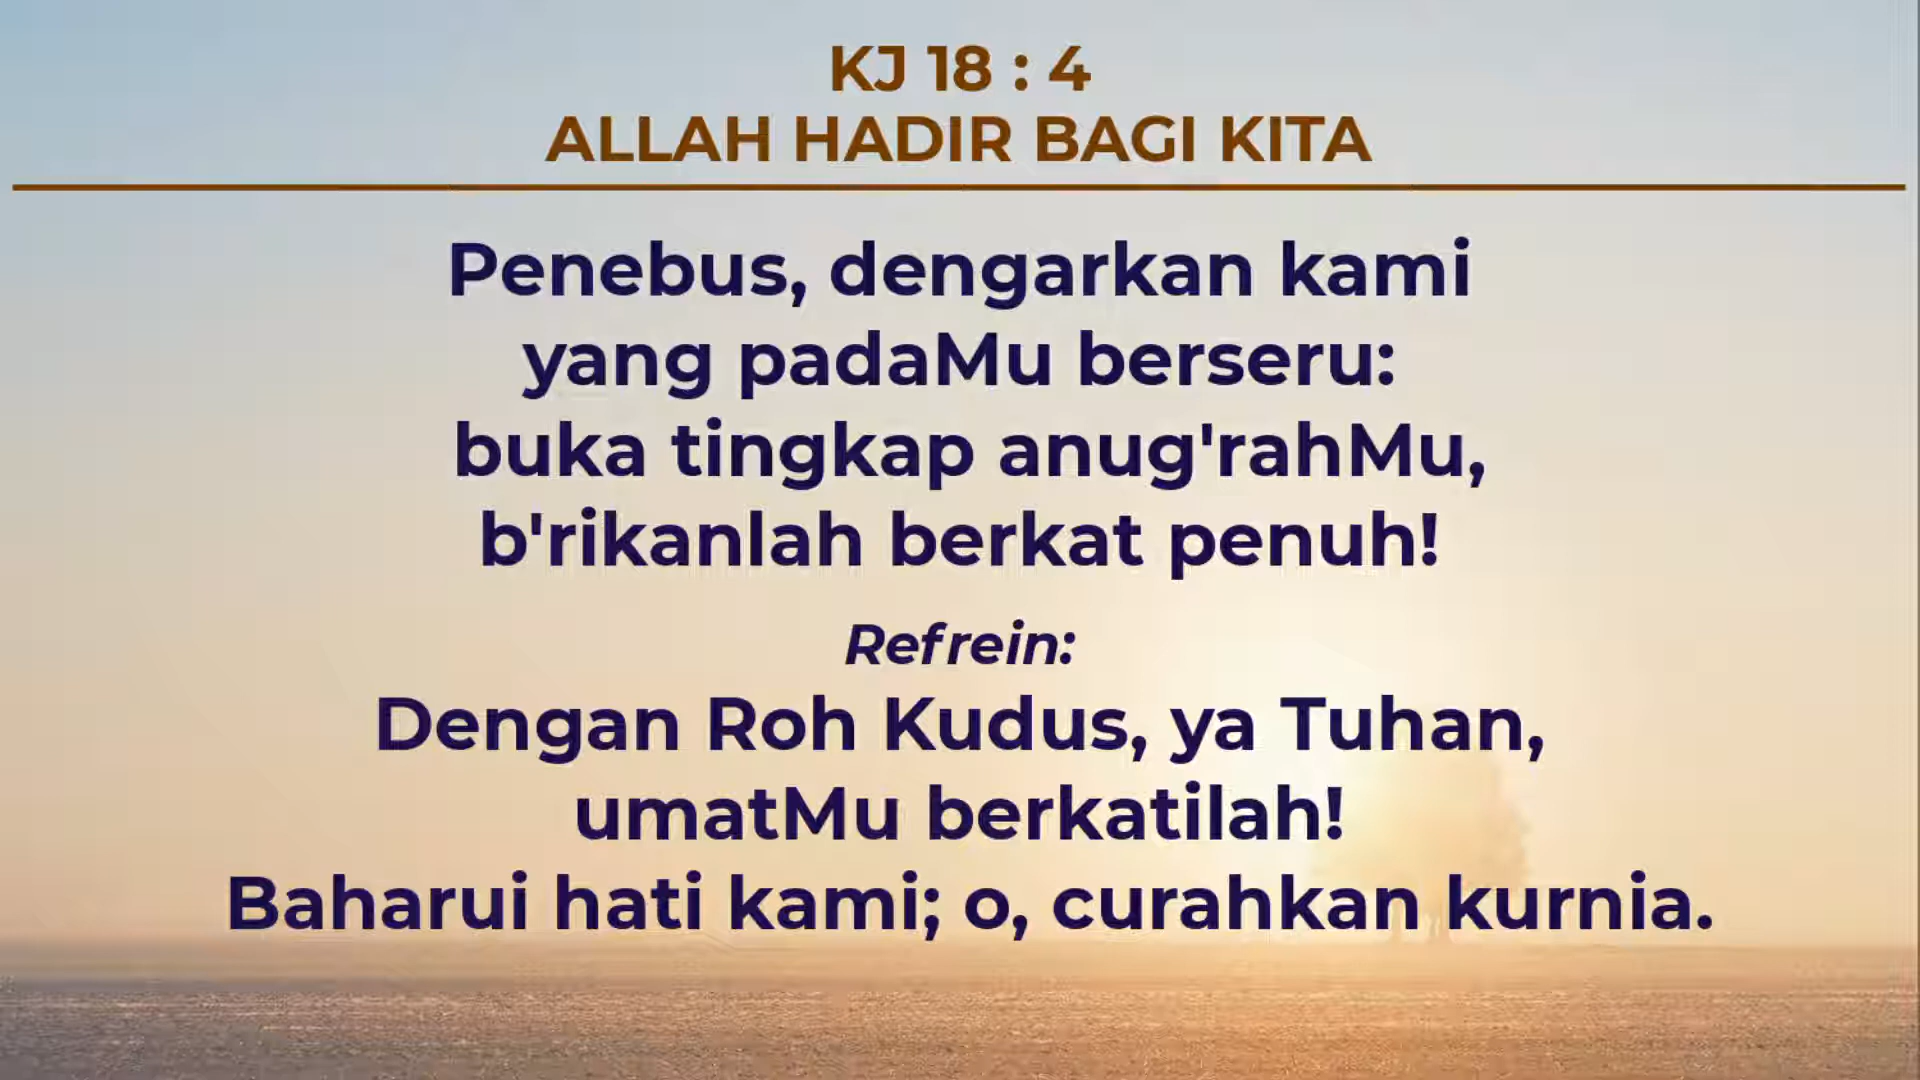 KJ 18 : 4
ALLAH HADIR BAGI KITA
Penebus, dengarkan kami
yang padaMu berseru:
buka tingkap anug'rahMu,
b'rikanlah berkat penuh!
Refrein:
Dengan Roh Kudus, ya Tuhan,
umatMu berkatilah!
Baharui hati kami; o, curahkan kurnia.